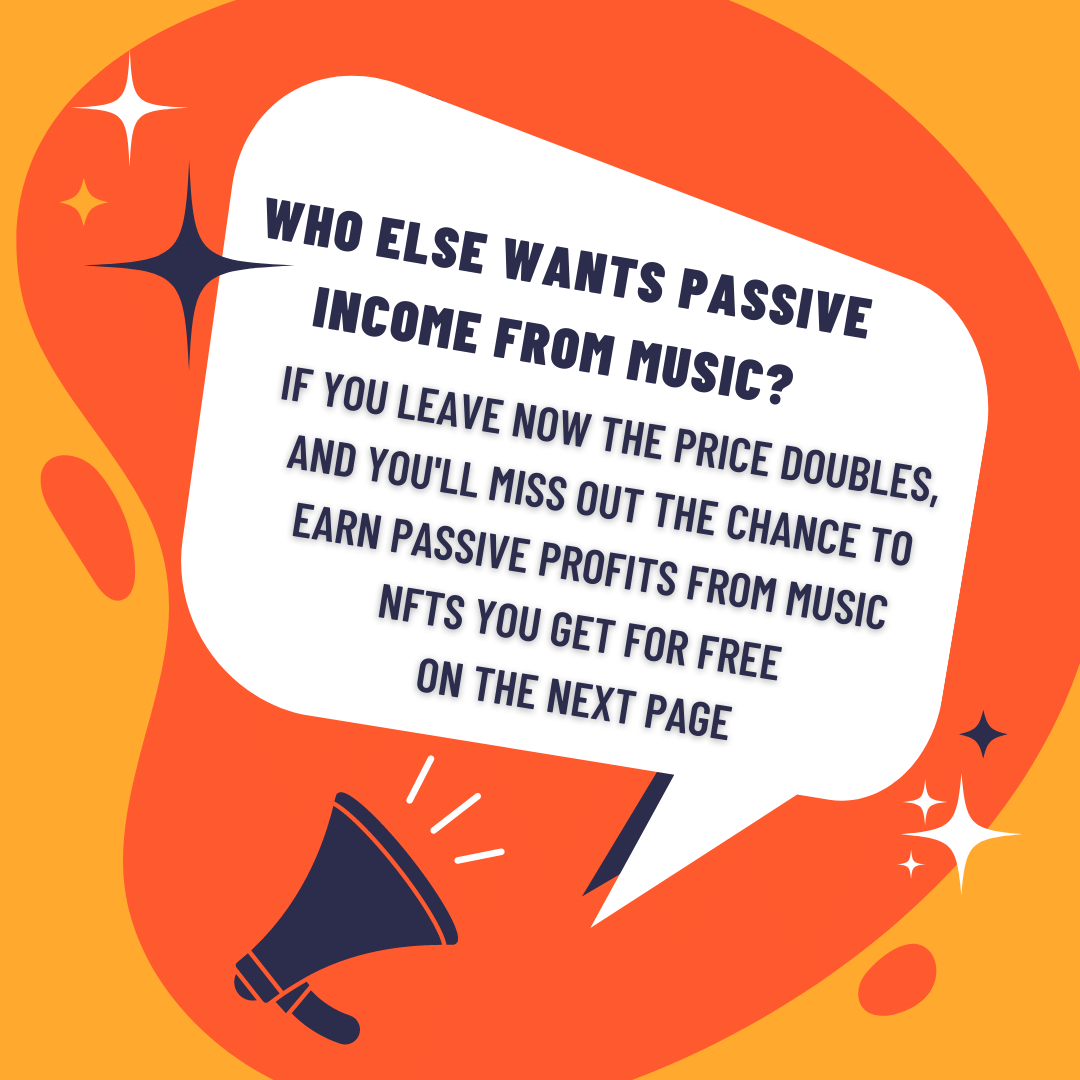 WHO ELSE WANTS PASSIVE
INCOME FROM MUSIC?
IF YOU LEAVE NOW THE PRICE DOUBLES,
AND YOU'LL MISS OUT THE CHANCE TO
EARN PASSIVE PROFITS FROM MUSIC
NFTS YOU GET FOR FREE
ON THE NEXT PAGE